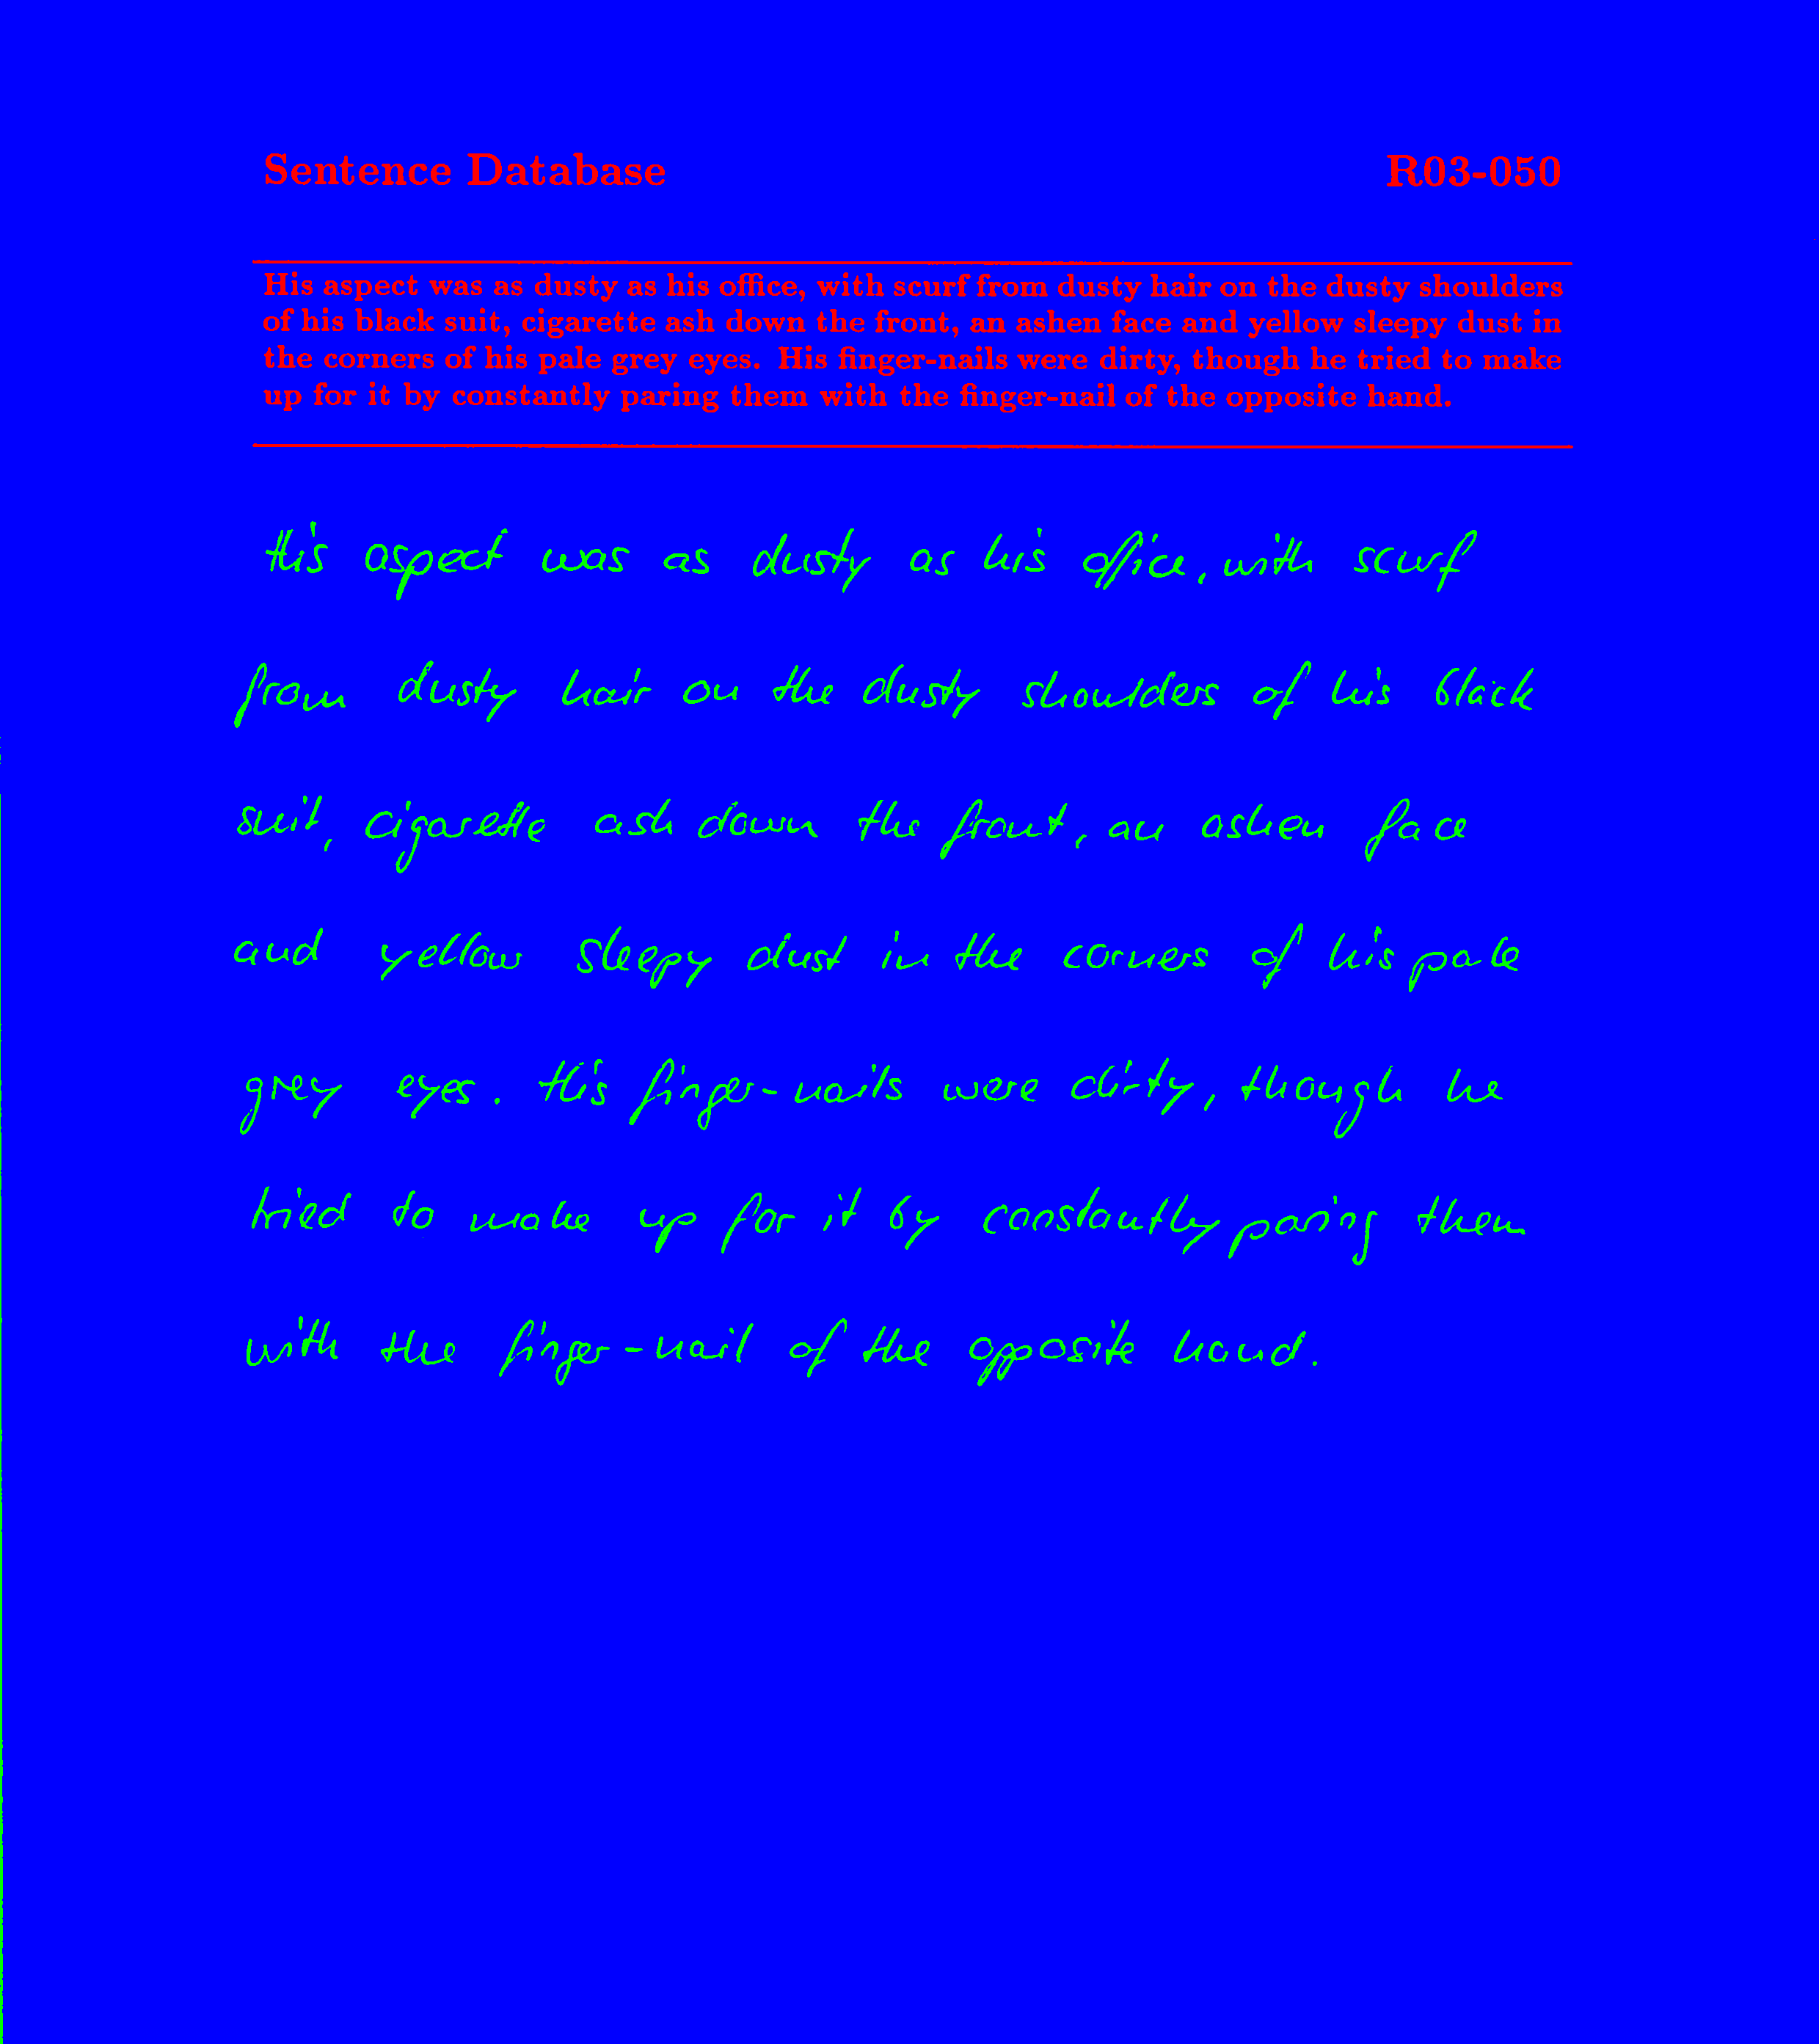 Sentence Database R03-050
His aspect was as dusty as his office, with scurf from dusty hair on the dusty shoulders
of his black suit, cigarette ash down the front, an ashen face and yellow sleepy dust in
the corners of his pale grey eyes. His finger-nails were dirty, though he tried to make
up for it by constantly paring them with the finger-nail of the opposite hand.
His aspect was as dusty as his office, with scurf
from dusty hair on the dusty shoulders of his black
suit, cigarette ash down the front, an ashen face
and yellow sleepy dust in the corners of his pale
grey eyes. His finger-nails were dirty, though he
tried to make up for it by constantly paring them
with the finger-nail of the opposite hand.